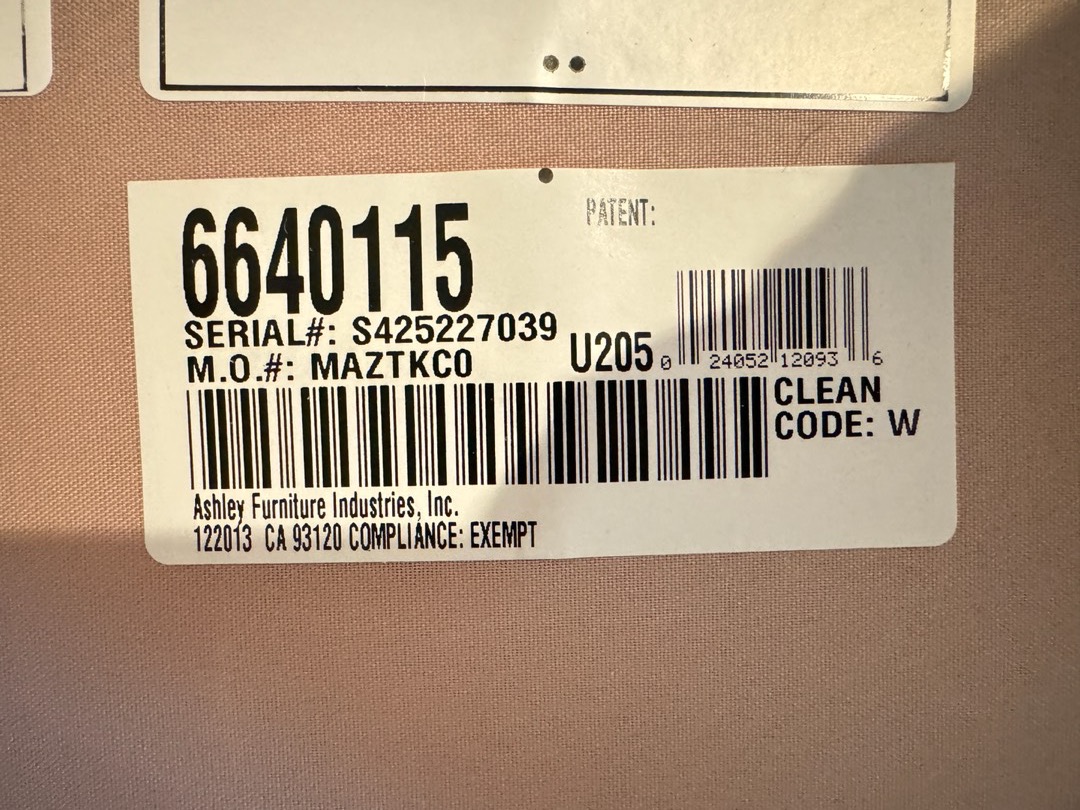 PATENT:
6640115
SERIAL#: S425227039
M.O.#: MAZTKC0
U205
0 24052 12093 6
CLEAN
CODE: W
Ashley Furniture Industries, Inc.
122013 CA 93120 COMPLIANCE: EXEMPT